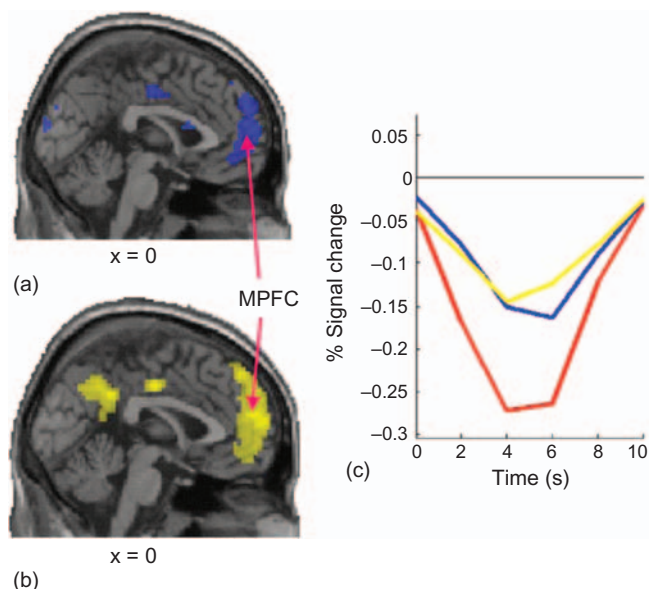 x = 0
(a)
MPFC
x = 0
(b)
0.05
0
–0.05
–0.1
–0.15
–0.2
–0.25
–0.3
% Signal change
0 2 4 6 8 10
Time (s)
(c)